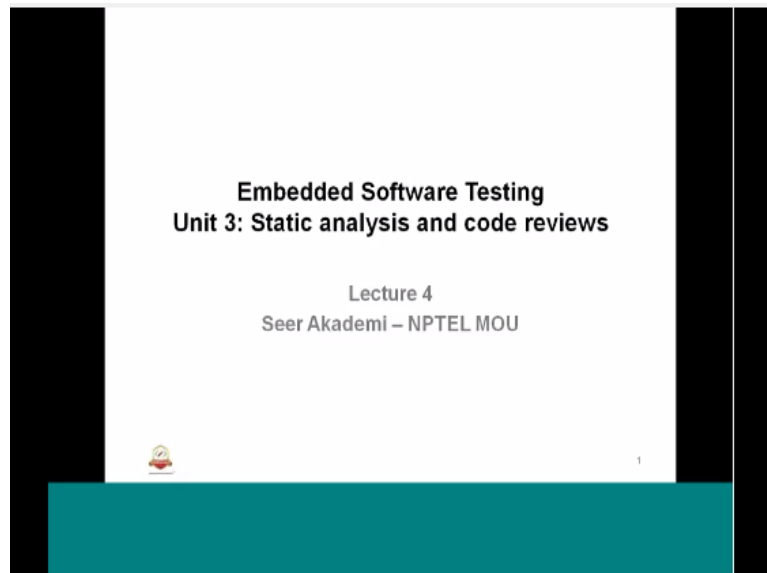 Embedded Software Testing
Unit 3: Static analysis and code reviews
Lecture 4
Seer Akademi – NPTEL MOU
1